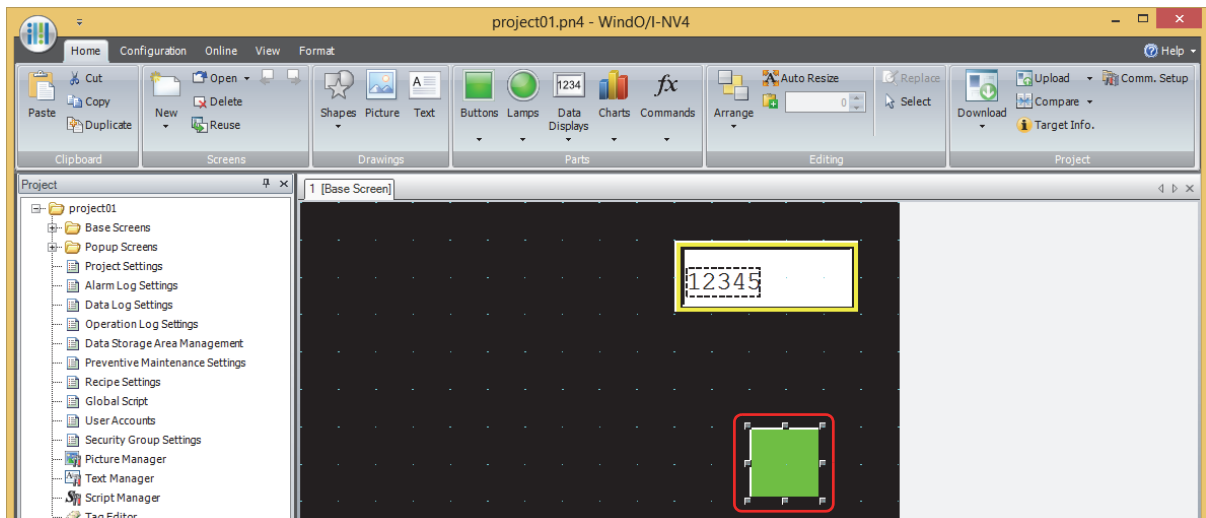 project01.pn4 - WindO/I-NV4
Home Configuration Online View Format Help
Cut Open Auto Resize Replace Upload Comm. Setup
Copy Delete 1234 fx 0 Select Compare
Paste Duplicate New Reuse Shapes Picture Text Buttons Lamps Data Displays Charts Commands Arrange Download Target Info.
Clipboard Screens Drawings Parts Editing Project
Project
1 [Base Screen]
project01
Base Screens
Popup Screens
Project Settings
12345
Alarm Log Settings
Data Log Settings
Operation Log Settings
Data Storage Area Management
Preventive Maintenance Settings
Recipe Settings
Global Script
User Accounts
Security Group Settings
Picture Manager
Text Manager
Script Manager
Tag Editor